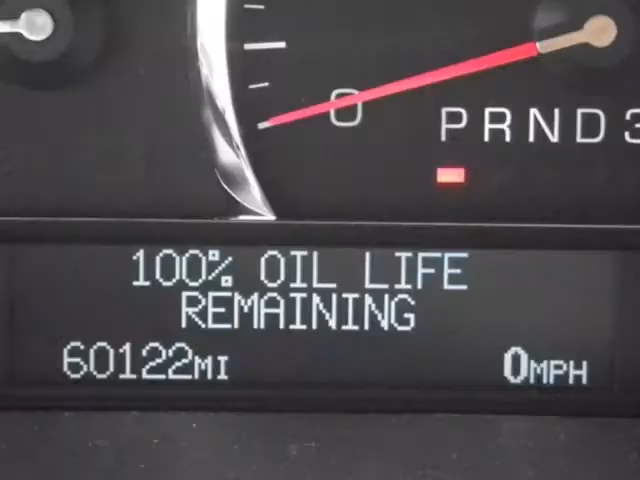 0
PRND3
100% OIL LIFE
REMAINING
60122MI 0MPH